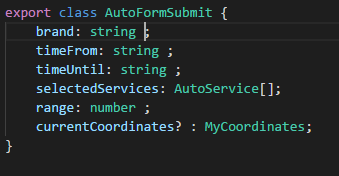 export class AutoFormSubmit {
brand: string ;
timeFrom: string ;
timeUntil: string ;
selectedServices: AutoService[];
range: number ;
currentCoordinates? : MyCoordinates;
}